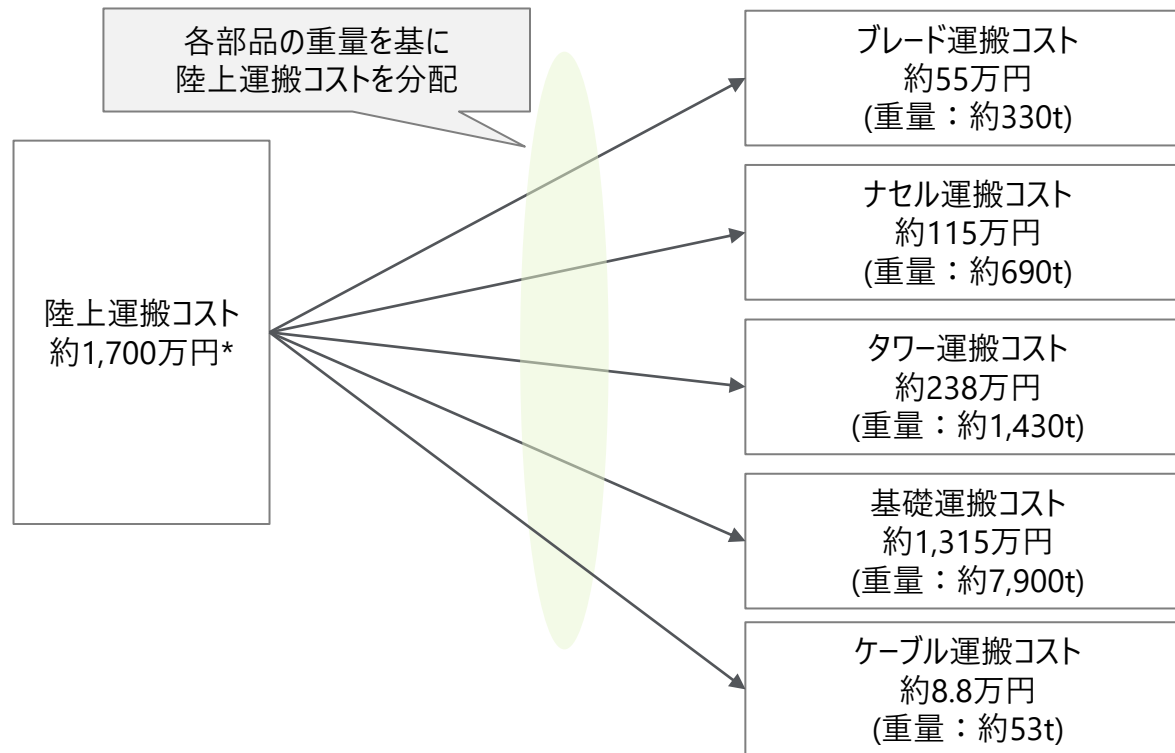 各部品の重量を基に
陸上運搬コストを分配
陸上運搬コスト
約1,700万円*
ブレード運搬コスト
約55万円
(重量：約330t)
ナセル運搬コスト
約115万円
(重量：約690t)
タワー運搬コスト
約238万円
(重量：約1,430t)
基礎運搬コスト
約1,315万円
(重量：約7,900t)
ケーブル運搬コスト
約8.8万円
(重量：約53t)